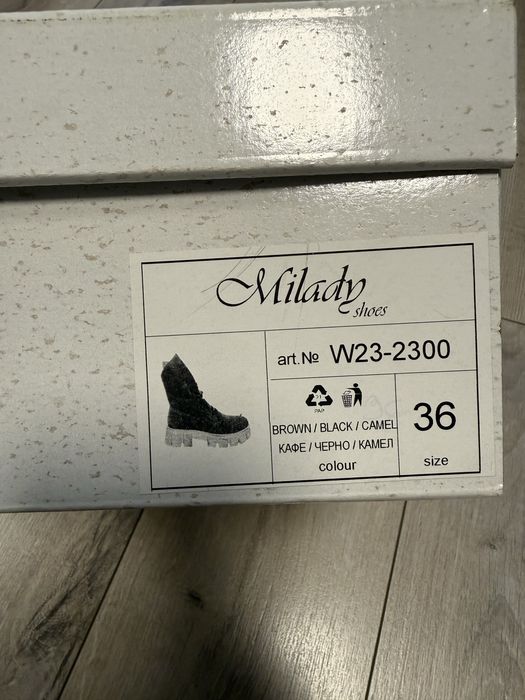 Milady
shoes
art.№ W23-2300
PAP
BROWN / BLACK / CAMEL
КАФЕ / ЧЕРНО / КАМЕЛ
colour
36
size